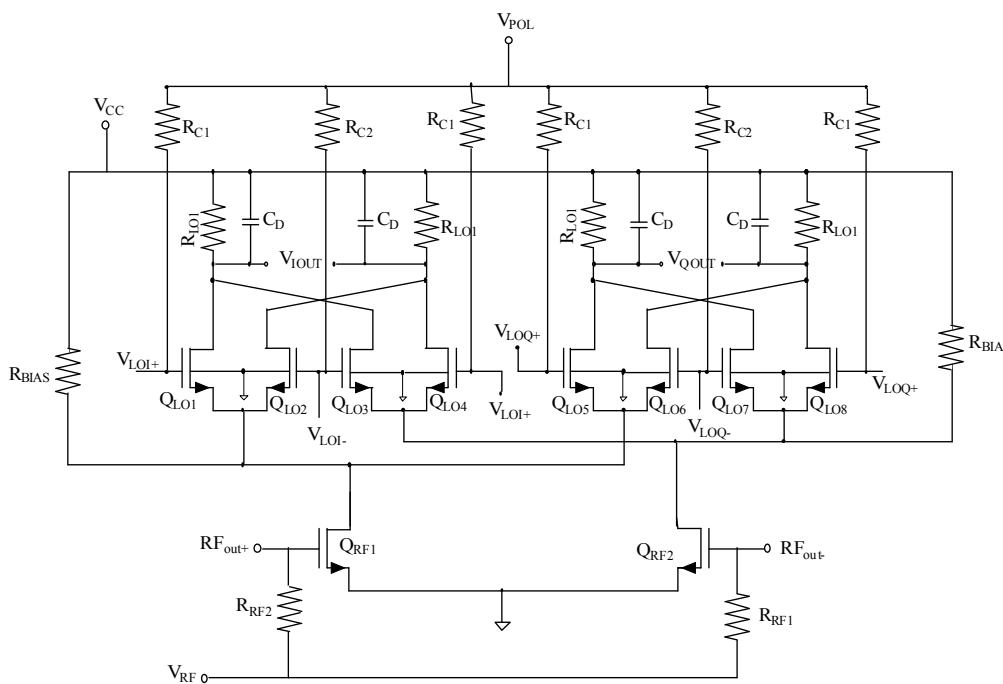 VPOL
VCC
RC1
RC2
RC1
RC1
RC2
RC1
RLO1
CD
CD
RLO1
RLO1
CD
CD
RLO1
VIOUT
VQOUT
VLOQ+
RBIAS
VLOI+
RBIA
QLO1
QLO2
QLO3
QLO4
QLO5
QLO6
QLO7
QLO8
VLOQ+
VLOI-
VLOI+
VLOQ-
RFout+
QRF1
QRF2
RFout-
RRF2
RRF1
VRF